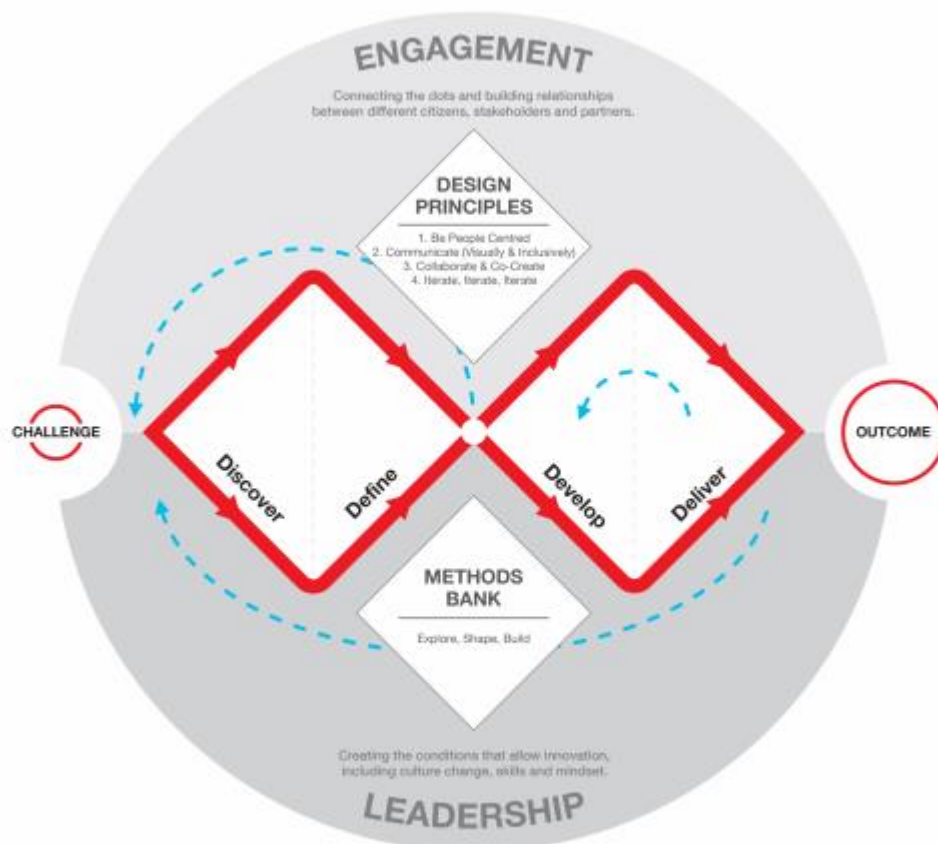 ENGAGEMENT
Connecting the dots and building relationships
between different citizens, stakeholders and partners.
DESIGN
PRINCIPLES
1. Be People Centred
2. Communicate (Visually & Inclusively)
3. Collaborate & Co-Create
4. Iterate, Iterate, Iterate
CHALLENGE
OUTCOME
Discover
Define
Develop
Deliver
METHODS
BANK
Explore, Shape, Build
Creating the conditions that allow innovation,
including culture change, skills and mindset.
LEADERSHIP